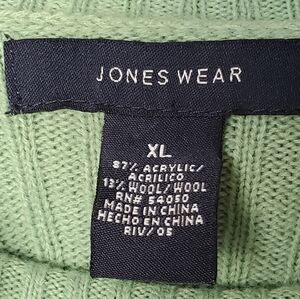 JONES WEAR
XL
87% ACRYLIC/
ACRILICO
13% WOOL/WOOL
RN# 54050
MADE IN CHINA
HECHO EN CHINA
RIV/05